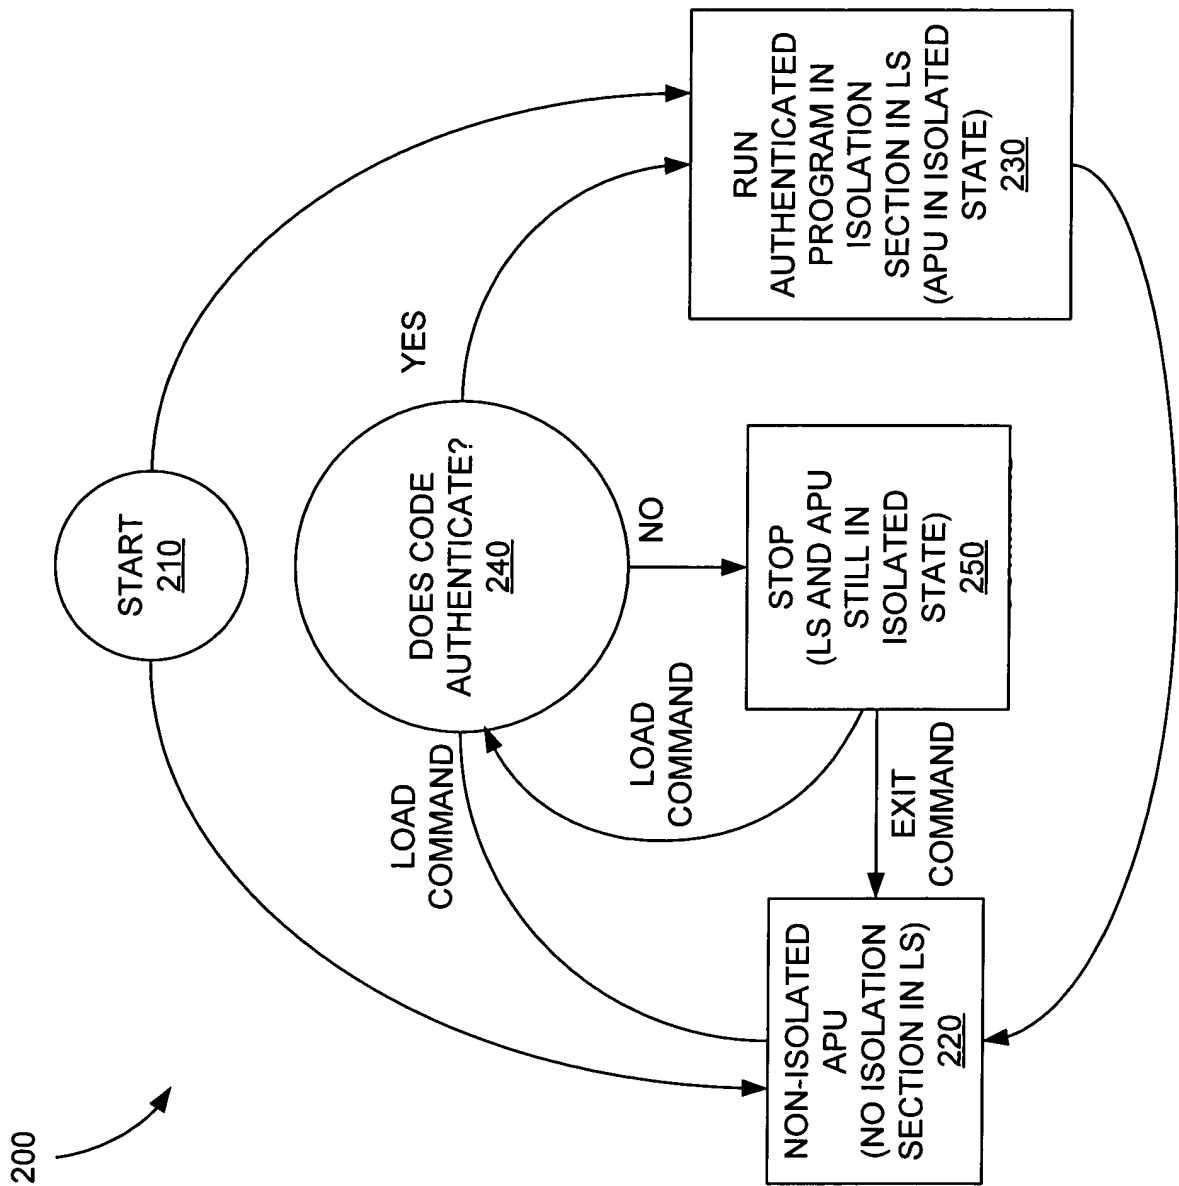 200
START
210
DOES CODE
AUTHENTICATE?
240
YES
NO
LOAD
COMMAND
LOAD
COMMAND
EXIT
COMMAND
NON-ISOLATED
APU
(NO ISOLATION
SECTION IN LS)
220
STOP
(LS AND APU
STILL IN
ISOLATED
STATE)
250
RUN
AUTHENTICATED
PROGRAM IN
ISOLATION
SECTION IN LS
(APU IN ISOLATED
STATE)
230